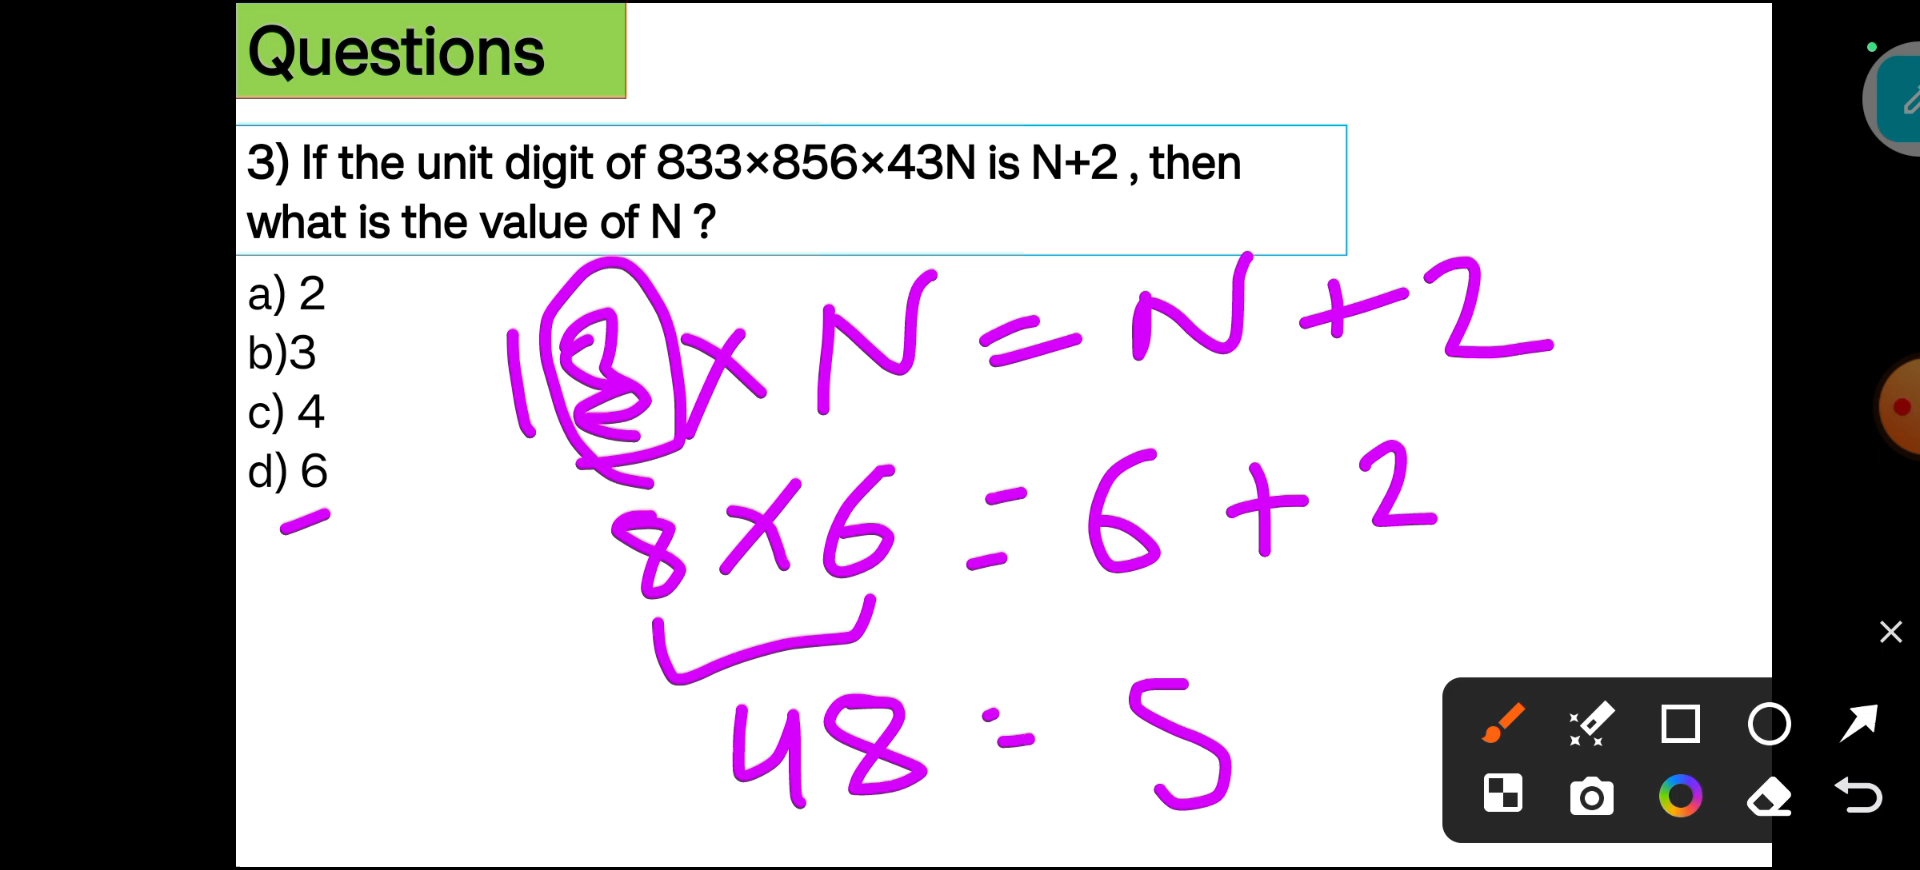 Questions
3) If the unit digit of 833×856×43N is N+2 , then
what is the value of N ?
a) 2
b)3
c) 4
d) 6
18 × N = N + 2
8 × 6 = 6 + 2
48 = 5